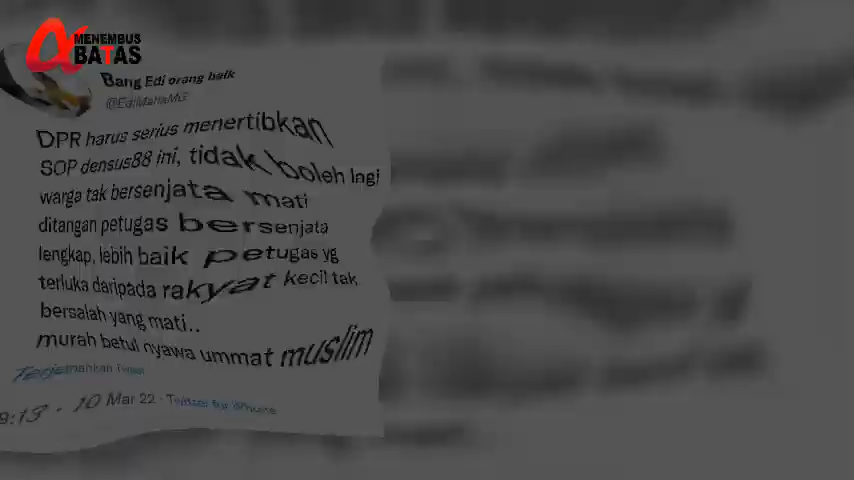 MENEMBUS
BATAS
Bang Edi orang baik
@EdiMahaMG
DPR harus serius menertibkan
SOP densus88 ini, tidak boleh lagi
warga tak bersenjata mati
ditangan petugas bersenjata
lengkap, lebih baik petugas yg
terluka daripada rakyat kecil tak
bersalah yang mati..
murah betul nyawa ummat muslim
Terjemahkan Tweet
10 Mar 22 · Twitter for iPhone